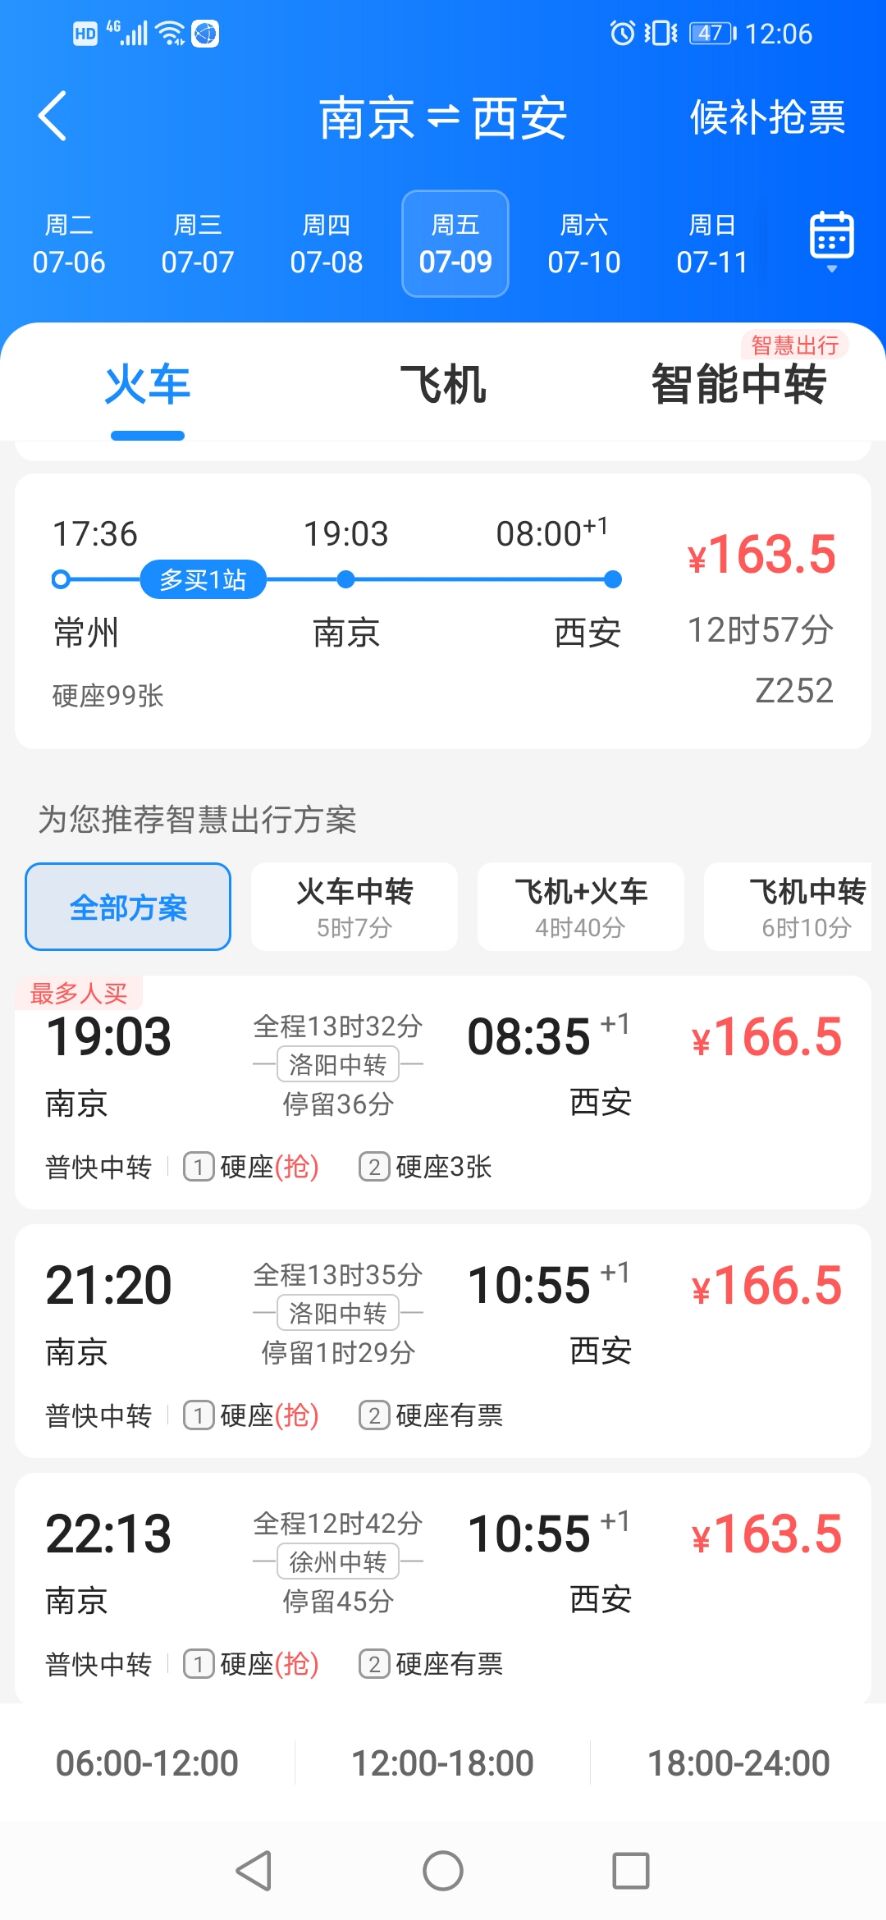 HD 4G 47 12:06
南京⇌西安 候补抢票
周二 周三 周四 周五 周六 周日
07-06 07-07 07-08 07-09 07-10 07-11
智慧出行
火车 飞机 智能中转
17:36 19:03 08:00+1 ¥163.5
多买1站
常州 南京 西安 12时57分
硬座99张 Z252
为您推荐智慧出行方案
全部方案 火车中转 飞机+火车 飞机中转
5时7分 4时40分 6时10分
最多人买
19:03 全程13时32分 08:35 +1 ¥166.5
洛阳中转
南京 停留36分 西安
普快中转 1 硬座(抢) 2 硬座3张
21:20 全程13时35分 10:55 +1 ¥166.5
洛阳中转
南京 停留1时29分 西安
普快中转 1 硬座(抢) 2 硬座有票
22:13 全程12时42分 10:55 +1 ¥163.5
徐州中转
南京 停留45分 西安
普快中转 1 硬座(抢) 2 硬座有票
06:00-12:00 12:00-18:00 18:00-24:00